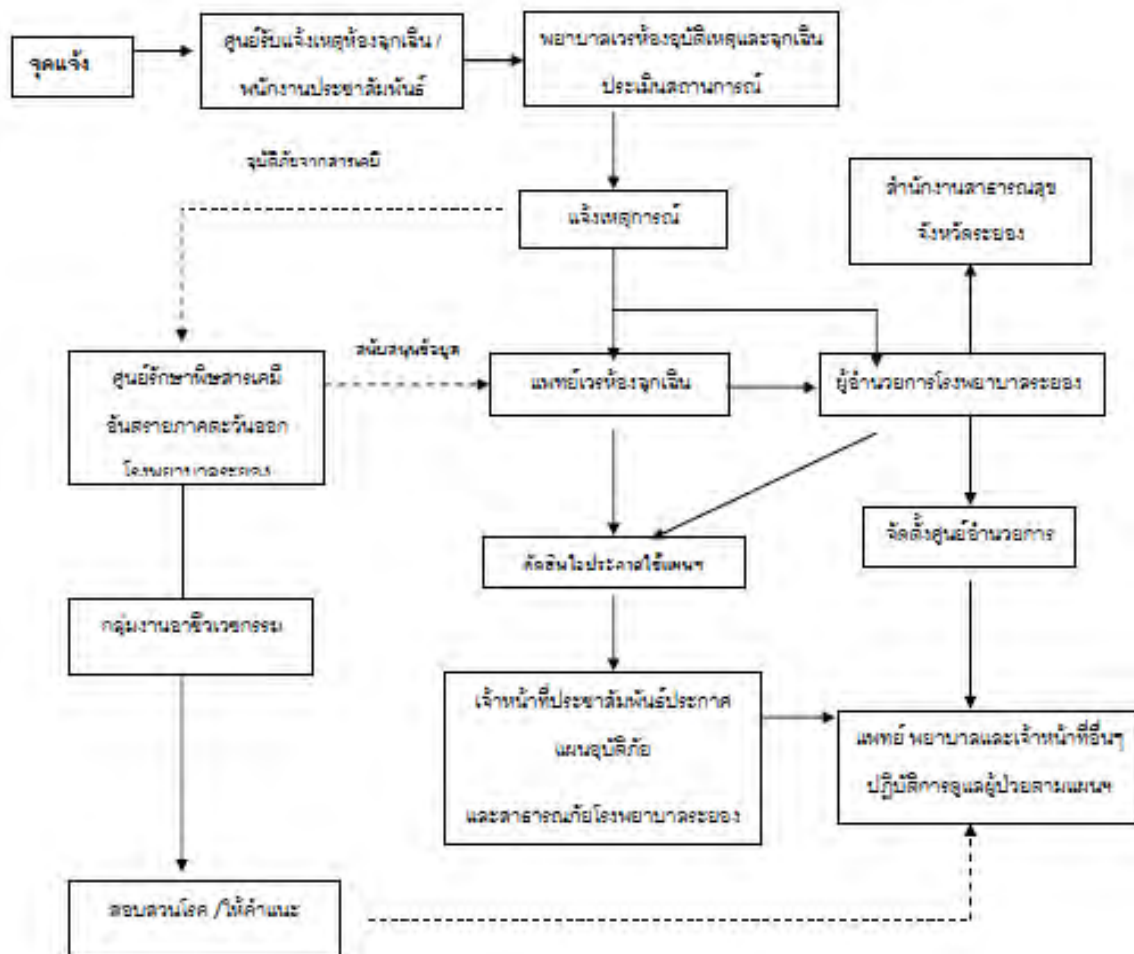 จุดแจ้ง
ศูนย์รับแจ้งเหตุห้องฉุกเฉิน /
พนักงานประชาสัมพันธ์
พยาบาลเวรห้องอุบัติเหตุและฉุกเฉิน
ประเมินสถานการณ์
อุบัติภัยจากสารเคมี
แจ้งเหตุการณ์
สำนักงานสาธารณสุข
จังหวัดระยอง
ศูนย์รักษาพิษสารเคมี
อันตรายภาคตะวันออก
โรงพยาบาลระยอง
สนับสนุนข้อมูล
แพทย์เวรห้องฉุกเฉิน
ผู้อำนวยการโรงพยาบาลระยอง
ตัดสินใจประกาศใช้แผนฯ
จัดตั้งศูนย์อำนวยการ
กลุ่มงานอาชีวเวชกรรม
เจ้าหน้าที่ประชาสัมพันธ์ประกาศ
แผนอุบัติภัย
และสาธารณภัยโรงพยาบาลระยอง
แพทย์ พยาบาลและเจ้าหน้าที่อื่นๆ
ปฏิบัติการดูแลผู้ป่วยตามแผนฯ
สอบสวนโรค /ให้คำแนะ